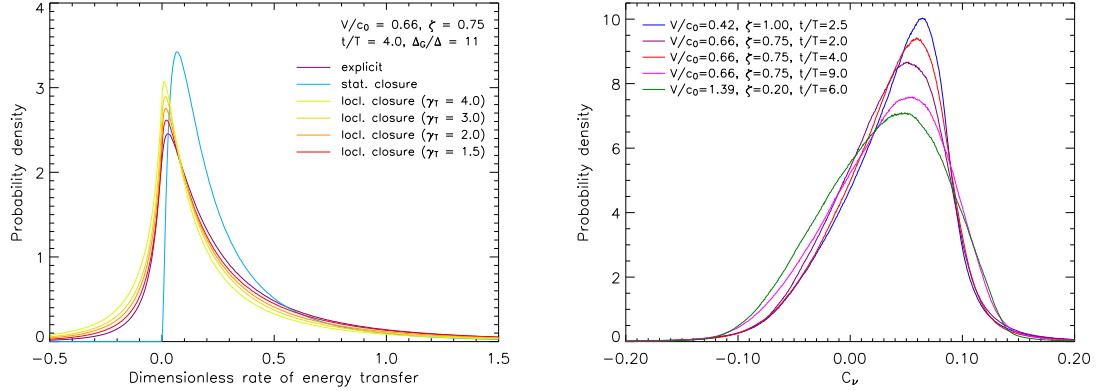 V/c₀ = 0.66, ζ = 0.75
t/T = 4.0, Δ_G/Δ = 11
explicit
stat. closure
locl. closure (γ_T = 4.0)
locl. closure (γ_T = 3.0)
locl. closure (γ_T = 2.0)
locl. closure (γ_T = 1.5)
Probability density
4
3
2
1
0
-0.5
0.0
0.5
1.0
1.5
Dimensionless rate of energy transfer
V/c₀=0.42, ζ=1.00, t/T=2.5
V/c₀=0.66, ζ=0.75, t/T=2.0
V/c₀=0.66, ζ=0.75, t/T=4.0
V/c₀=0.66, ζ=0.75, t/T=9.0
V/c₀=1.39, ζ=0.20, t/T=6.0
Probability density
10
8
6
4
2
0
-0.20
-0.10
0.00
0.10
0.20
C_ν